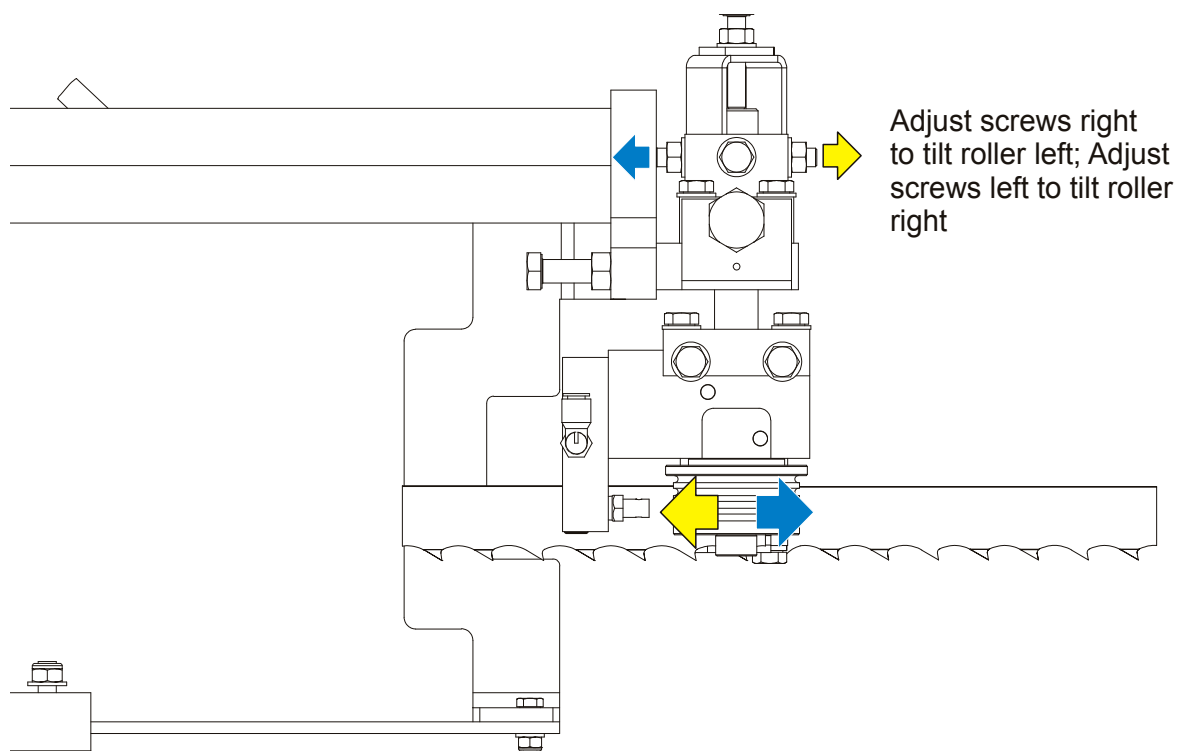 Adjust screws right
to tilt roller left; Adjust
screws left to tilt roller
right